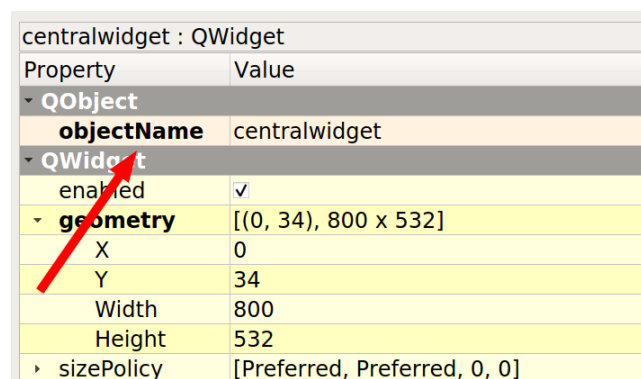 centralwidget : QWidget
Property Value
QObject
objectName centralwidget
QWidget
enabled
geometry [(0, 34), 800 x 532]
X 0
Y 34
Width 800
Height 532
sizePolicy [Preferred, Preferred, 0, 0]